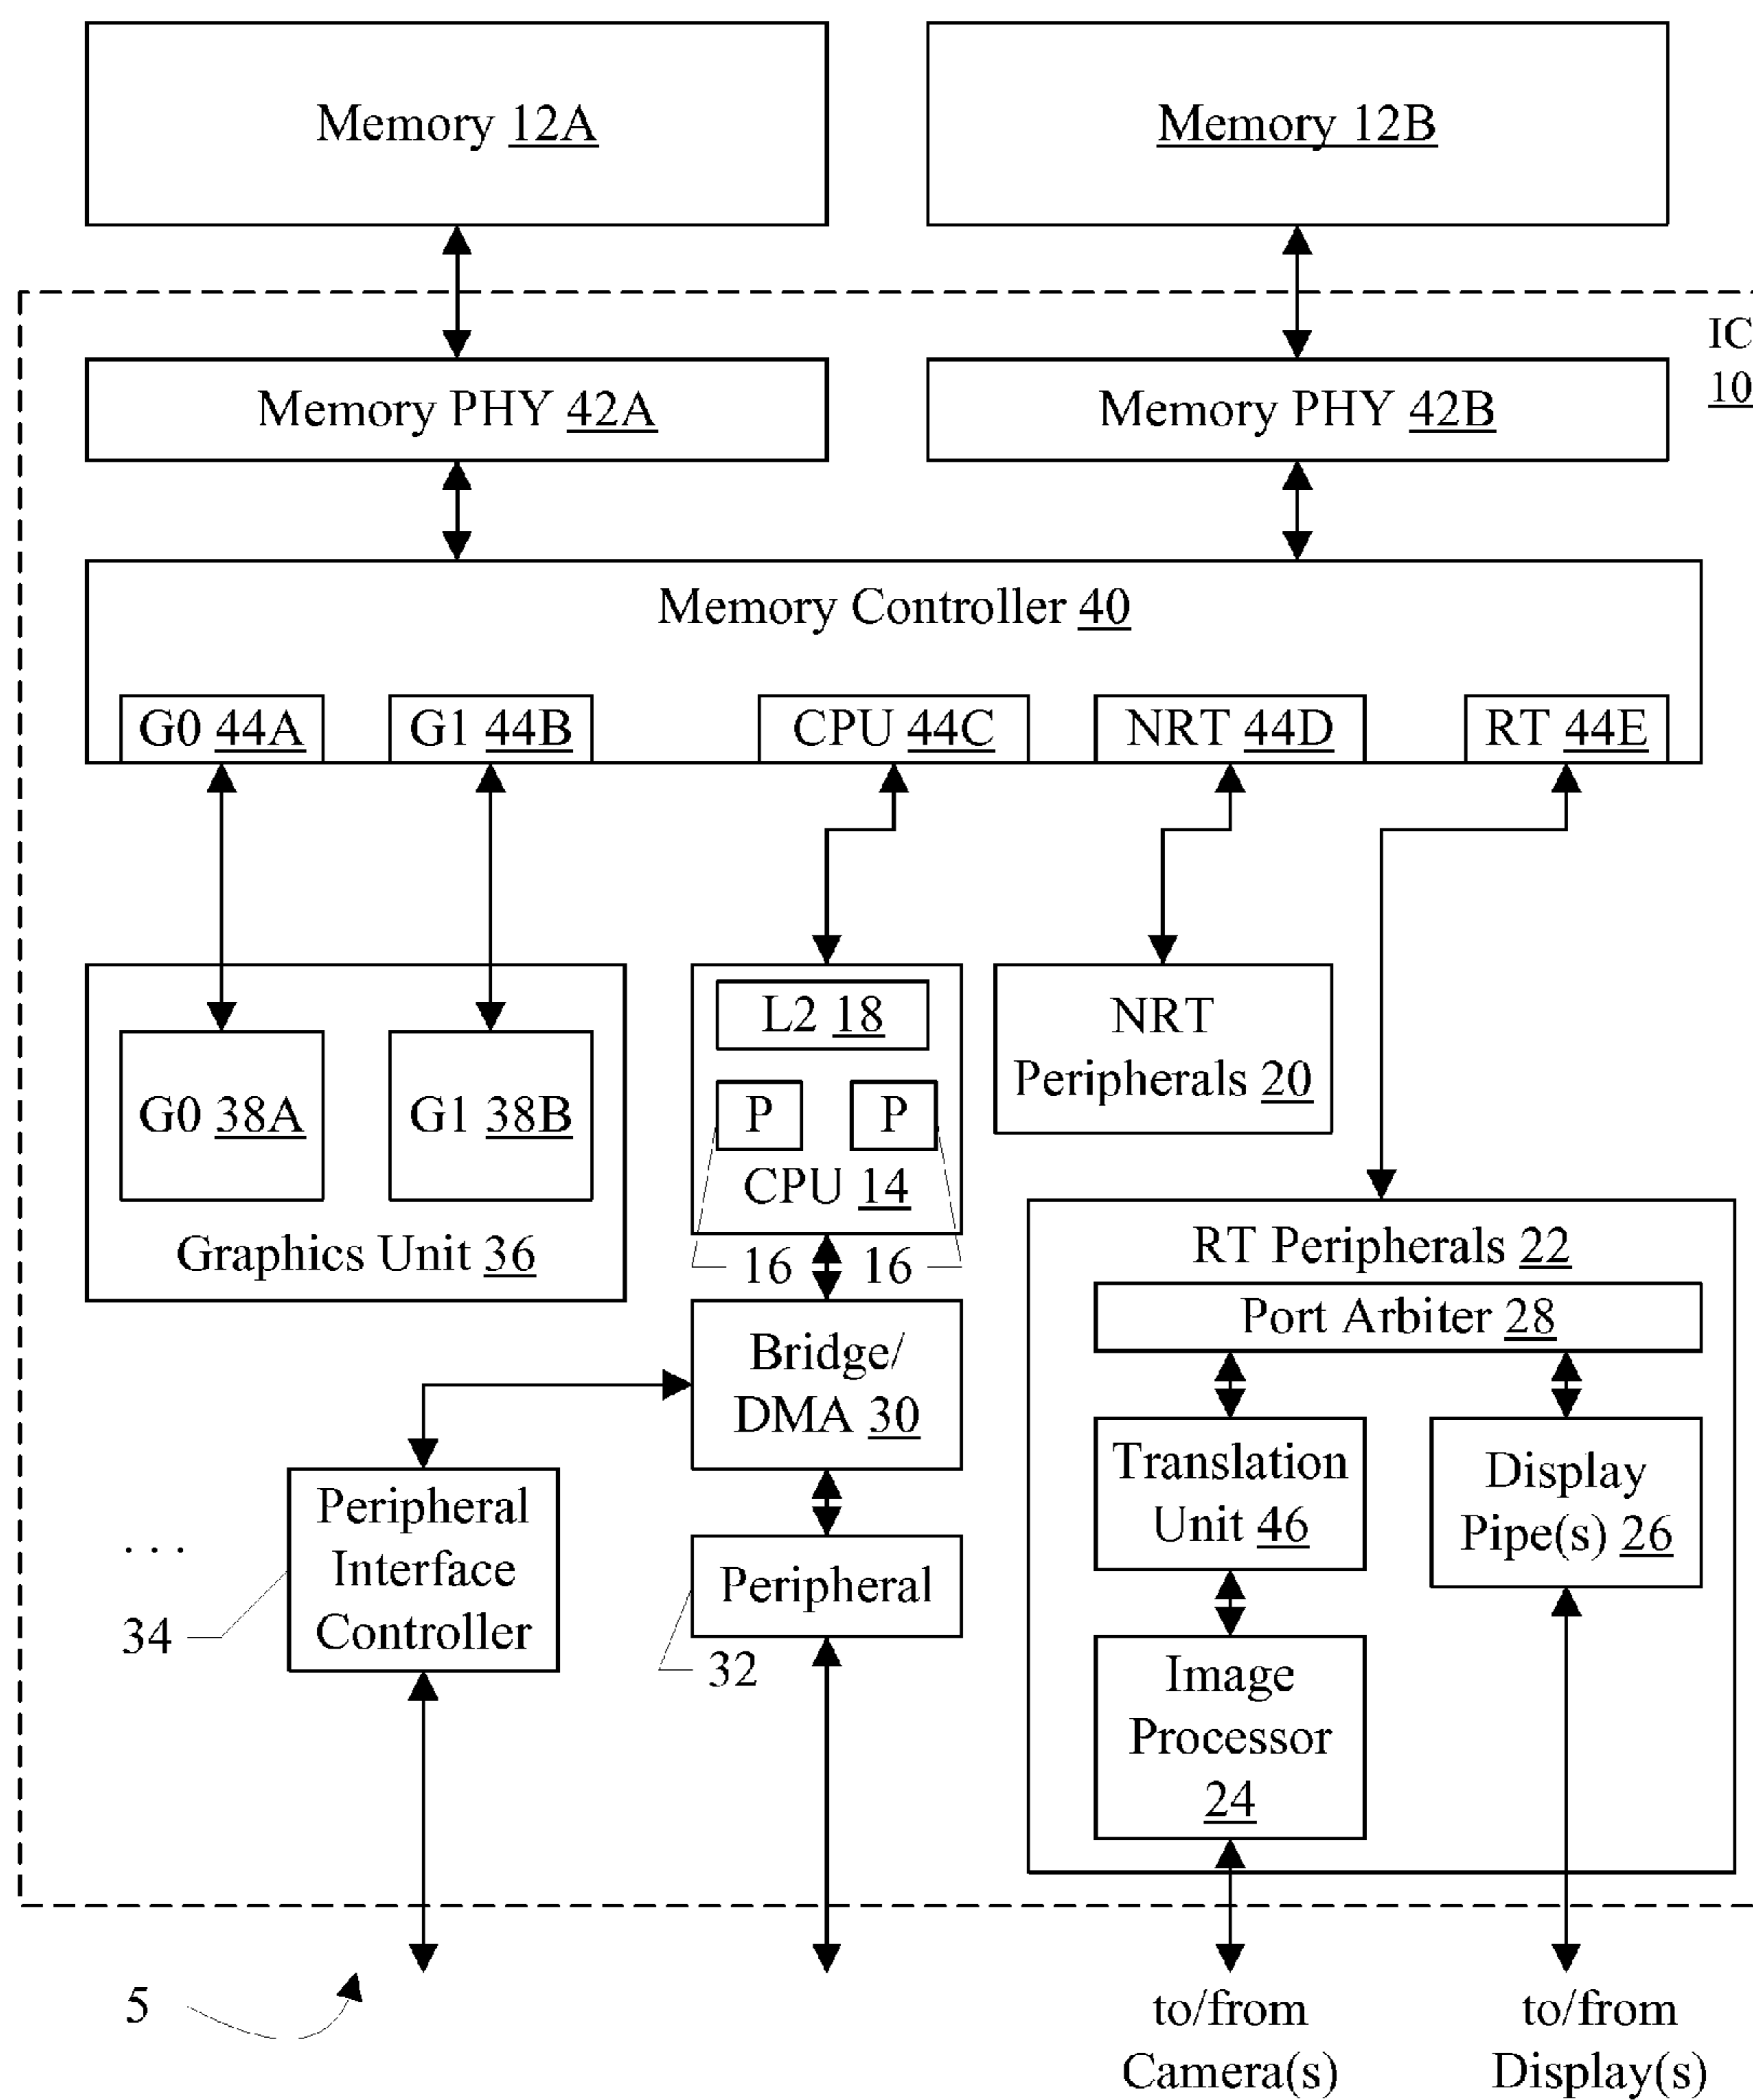 Memory 12A
Memory 12B
IC
10
Memory PHY 42A
Memory PHY 42B
Memory Controller 40
G0 44A
G1 44B
CPU 44C
NRT 44D
RT 44E
L2 18
NRT
Peripherals 20
G0 38A
G1 38B
P
P
CPU 14
Graphics Unit 36
16
16
RT Peripherals 22
Port Arbiter 28
Bridge/
DMA 30
Translation
Unit 46
Display
Pipe(s) 26
Peripheral
Interface
Controller
. . .
34
Peripheral
32
Image
Processor
24
5
to/from
Camera(s)
to/from
Display(s)